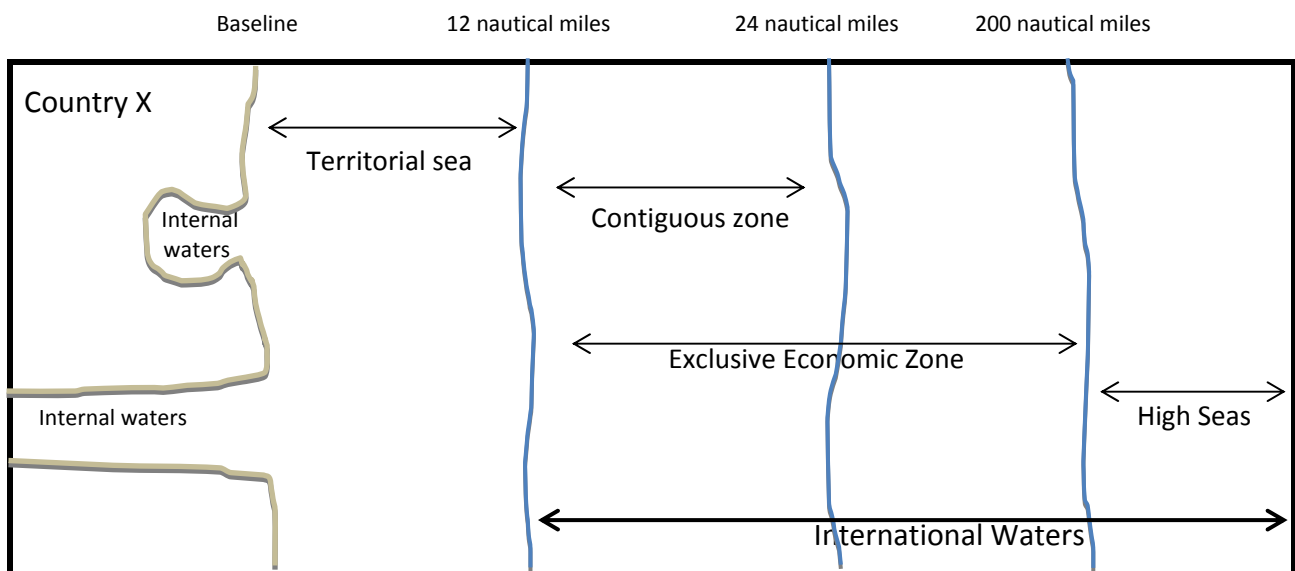 Baseline 12 nautical miles 24 nautical miles 200 nautical miles
Country X
Territorial sea
Internal
waters
Contiguous zone
Exclusive Economic Zone
Internal waters
High Seas
International Waters